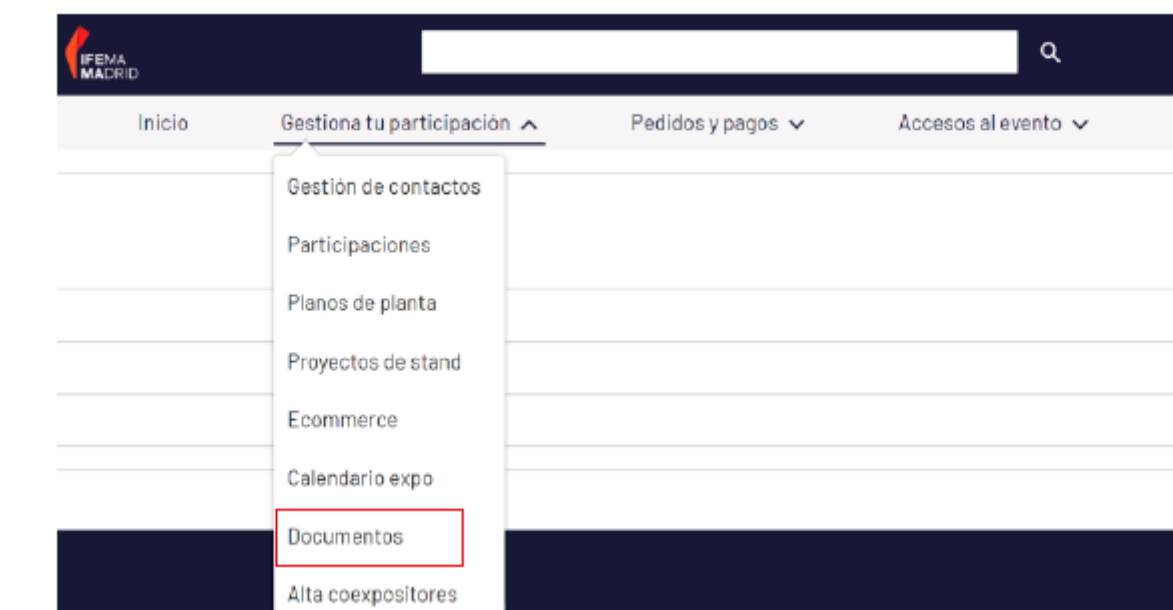 IFEMA
MADRID
Inicio Gestiona tu participación Pedidos y pagos Accesos al evento
Gestión de contactos
Participaciones
Planos de planta
Proyectos de stand
Ecommerce
Calendario expo
Documentos
Alta coexpositores